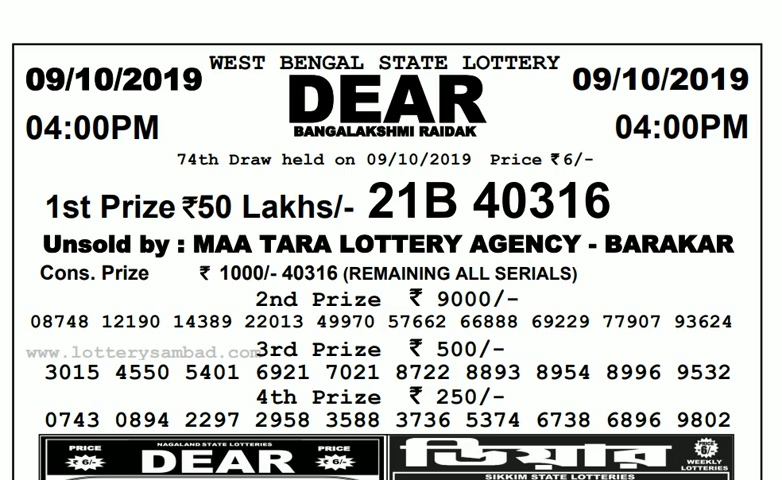 WEST BENGAL STATE LOTTERY
09/10/2019 DEAR 09/10/2019
BANGALAKSHMI RAIDAK
04:00PM 04:00PM
74th Draw held on 09/10/2019 Price ₹6/-
1st Prize ₹50 Lakhs/- 21B 40316
Unsold by : MAA TARA LOTTERY AGENCY - BARAKAR
Cons. Prize ₹ 1000/- 40316 (REMAINING ALL SERIALS)
2nd Prize ₹ 9000/-
08748 12190 14389 22013 49970 57662 66888 69229 77907 93624
www.lotterysambad.com
3rd Prize ₹ 500/-
3015 4550 5401 6921 7021 8722 8893 8954 8996 9532
4th Prize ₹ 250/-
0743 0894 2297 2958 3588 3736 5374 6738 6896 9802
NAGALAND STATE LOTTERIES
PRICE ₹6/- DEAR PRICE ₹6/-
ডিয়ার
PRICE ₹6/-
WEEKLY LOTTERIES
SIKKIM STATE LOTTERIES